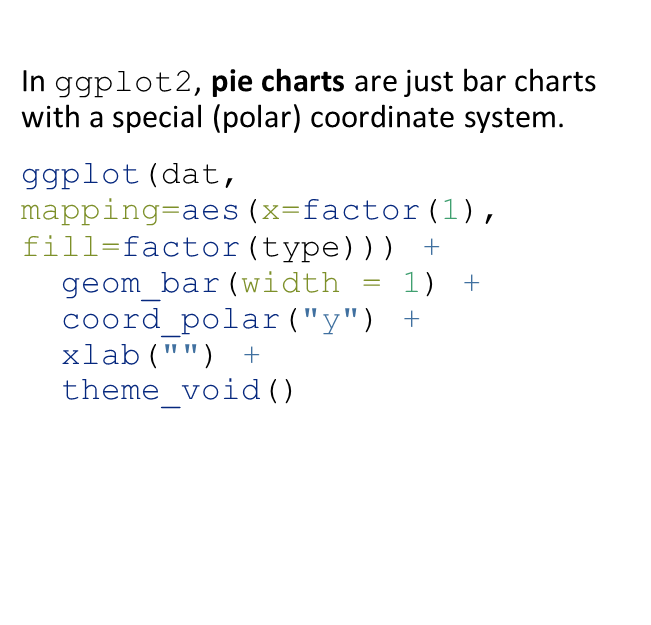 In ggplot2, pie charts are just bar charts
with a special (polar) coordinate system.
ggplot(dat,
mapping=aes(x=factor(1),
fill=factor(type))) +
  geom_bar(width = 1) +
  coord_polar("y") +
  xlab("") +
  theme_void()